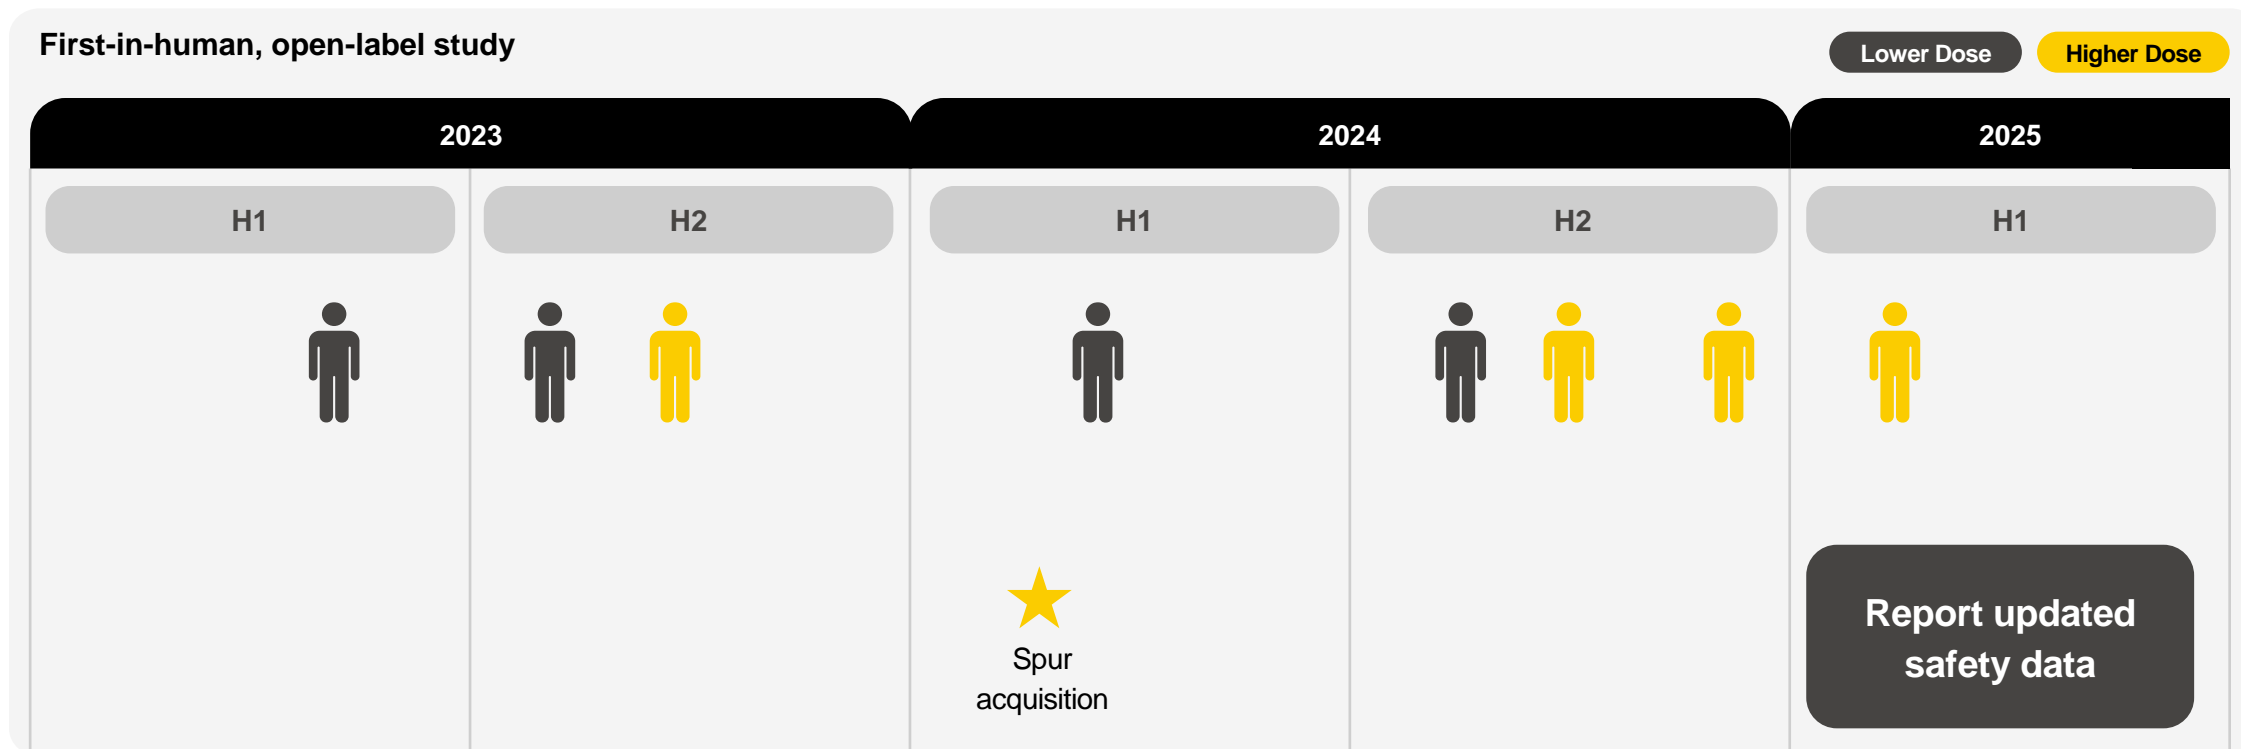 First-in-human, open-label study
Lower Dose
Higher Dose
2023
2024
2025
H1
H2
H1
H2
H1
Spur
acquisition
Report updated
safety data